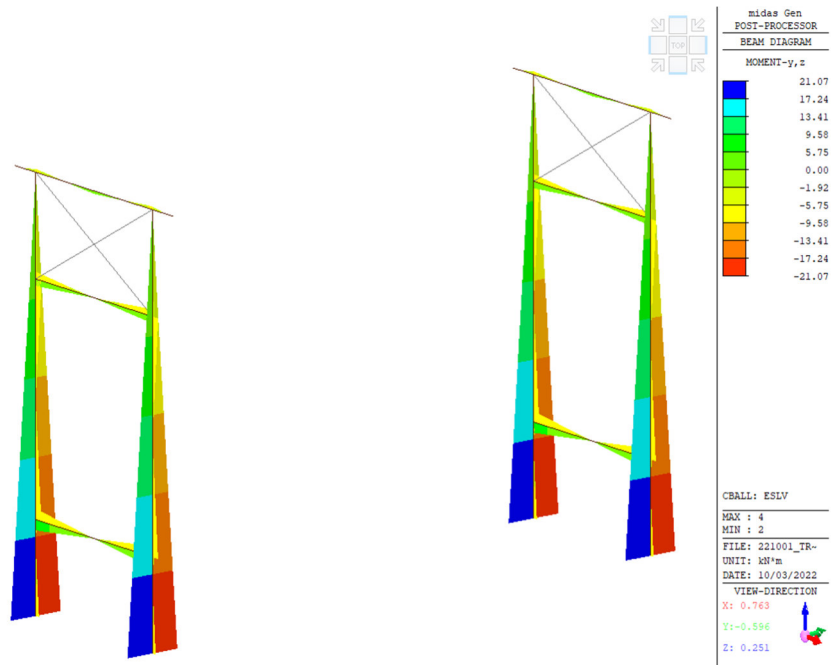 TOP
midas Gen
POST-PROCESSOR
BEAM DIAGRAM
MOMENT-y,z
21.07
17.24
13.41
9.58
5.75
0.00
-1.92
-5.75
-9.58
-13.41
-17.24
-21.07
CBALL: ESLV
MAX : 4
MIN : 2
FILE: 221001_TR~
UNIT: kN*m
DATE: 10/03/2022
VIEW-DIRECTION
X: 0.763
Y:-0.596
Z: 0.251